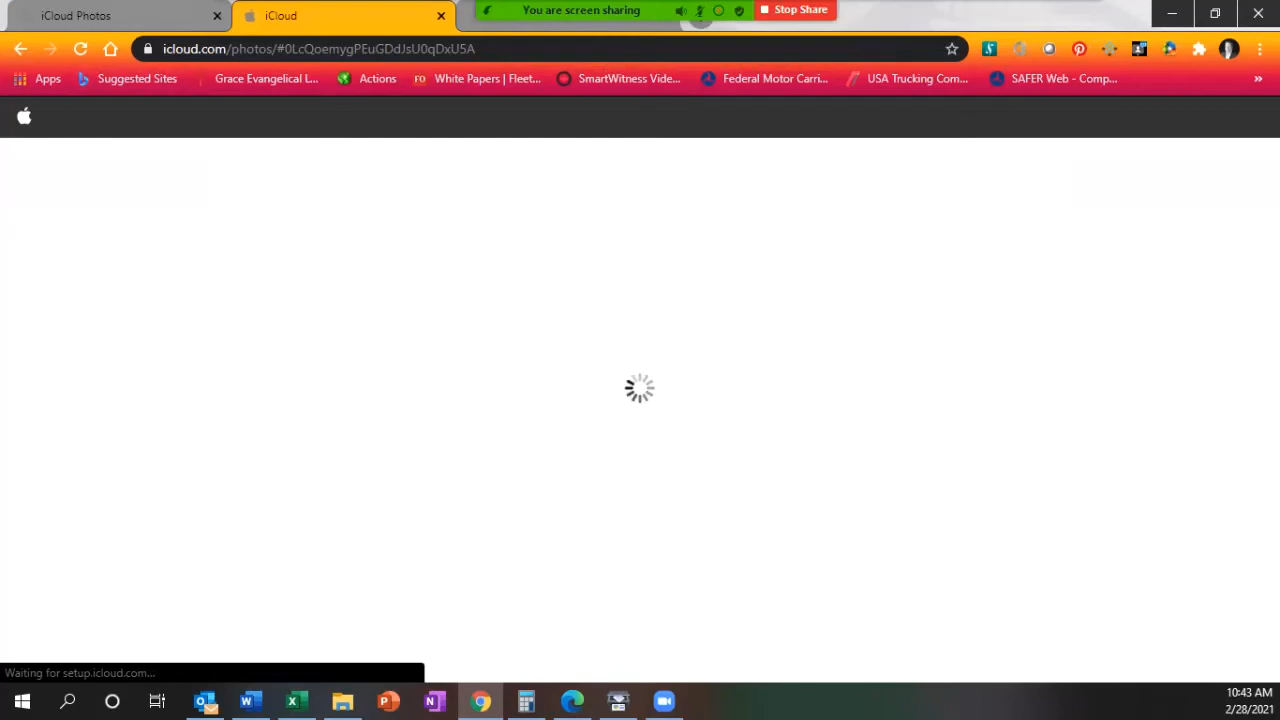 iCloud Photos
iCloud
You are screen sharing
Stop Share
icloud.com/photos/#0LcQoemygPEuGDdJsU0qDxU5A
Apps
Suggested Sites
Grace Evangelical L...
Actions
White Papers | Fleet...
SmartWitness Vide...
Federal Motor Carri...
USA Trucking Com...
SAFER Web - Comp...
»
Waiting for setup.icloud.com...
10:43 AM
2/28/2021